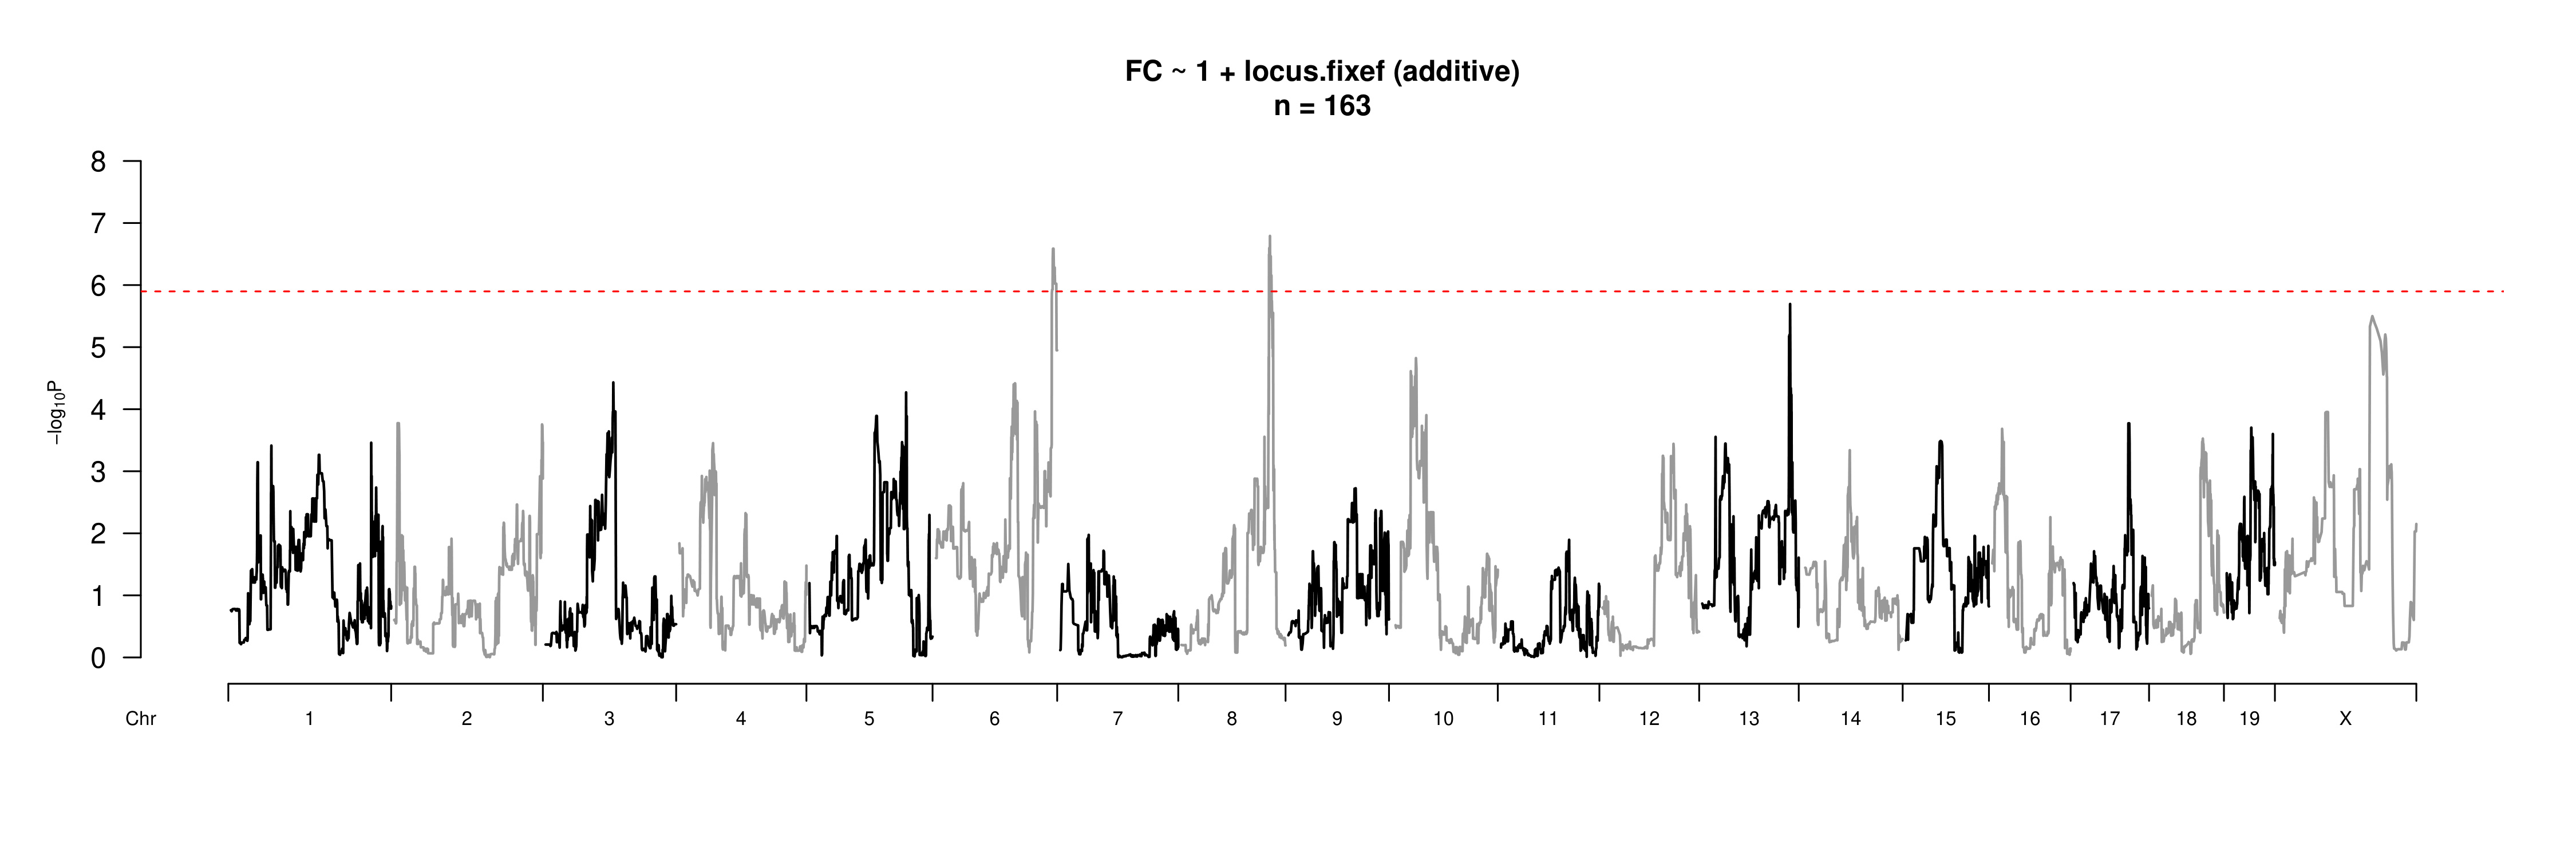 FC ~ 1 + locus.fixef (additive)
n = 163
8
7
6
5
4
3
2
1
0
−log10P
Chr 1 2 3 4 5 6 7 8 9 10 11 12 13 14 15 16 17 18 19 X